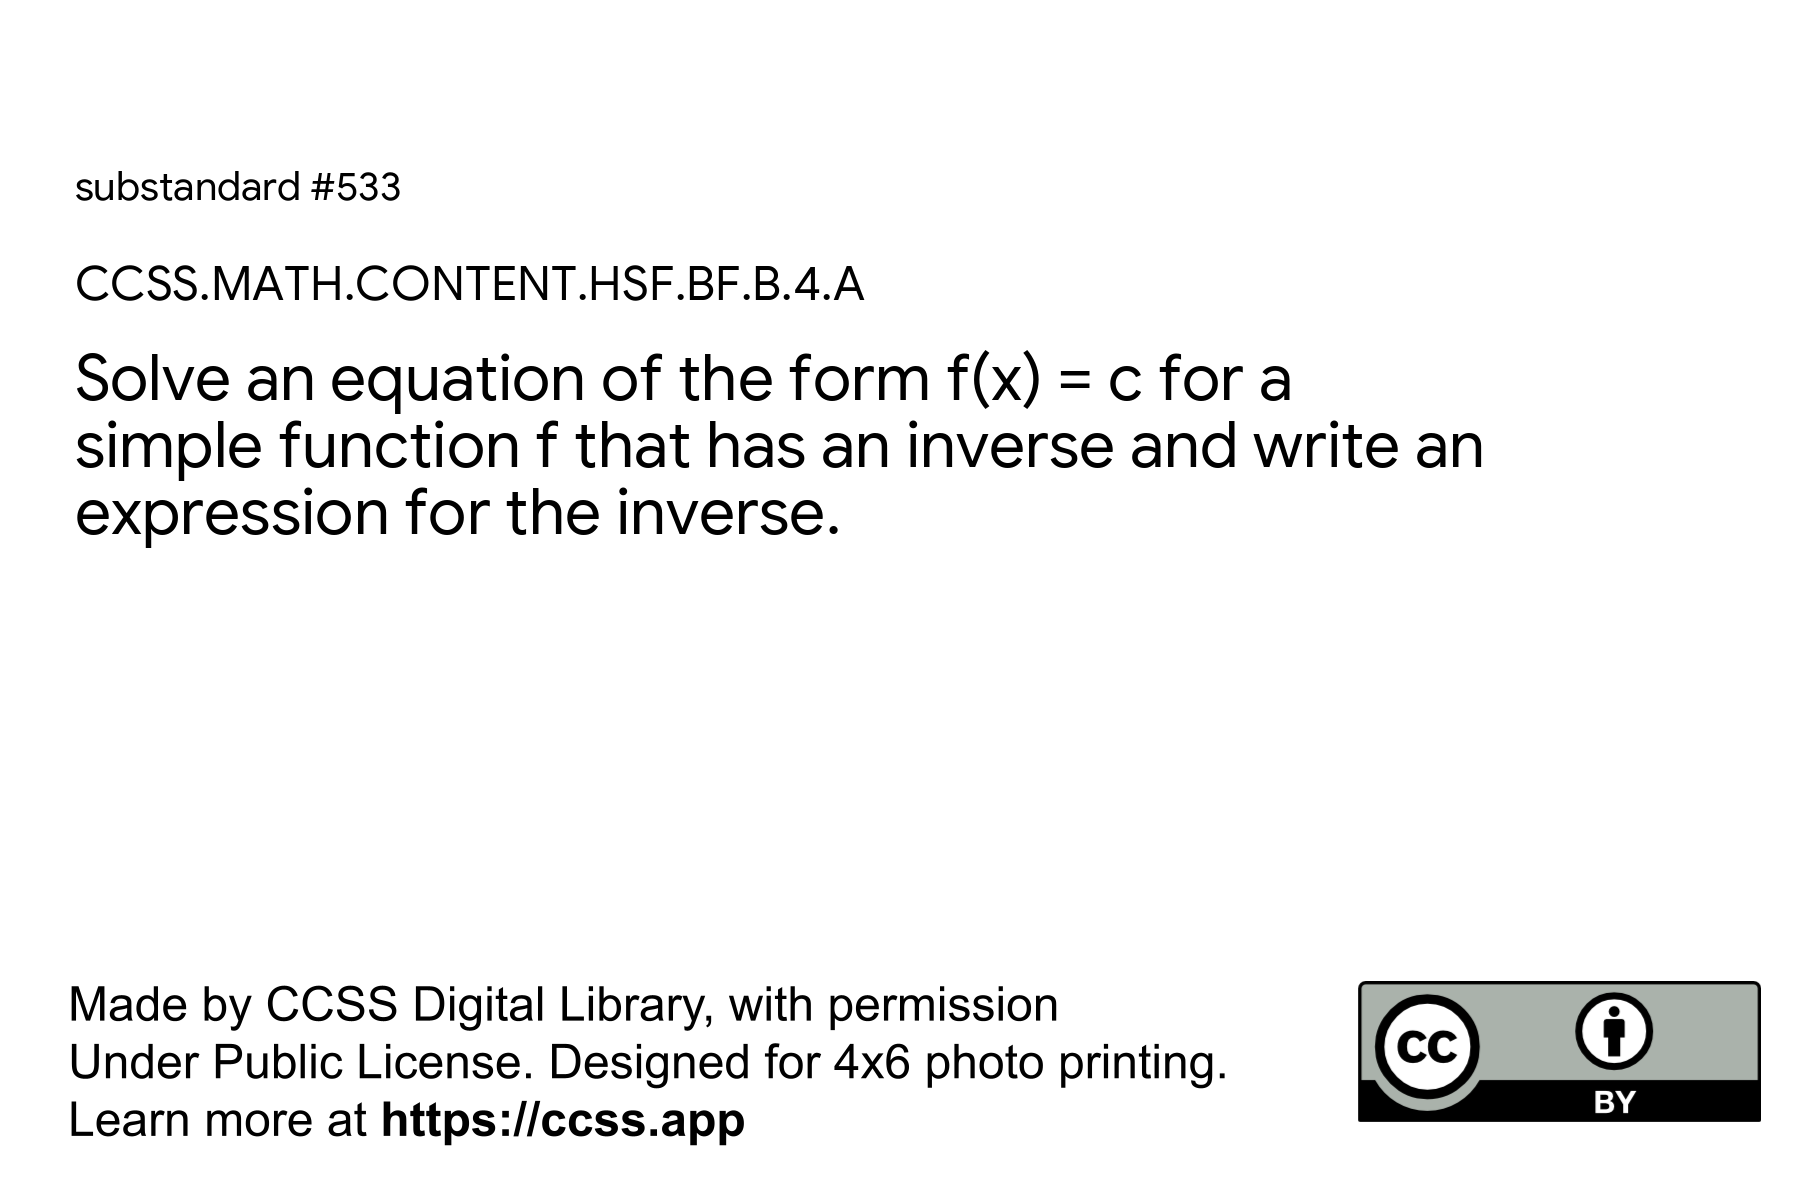 substandard #533
CCSS.MATH.CONTENT.HSF.BF.B.4.A
Solve an equation of the form f(x) = c for a
simple function f that has an inverse and write an
expression for the inverse.
Made by CCSS Digital Library, with permission
Under Public License. Designed for 4x6 photo printing.
Learn more at https://ccss.app
cc
BY